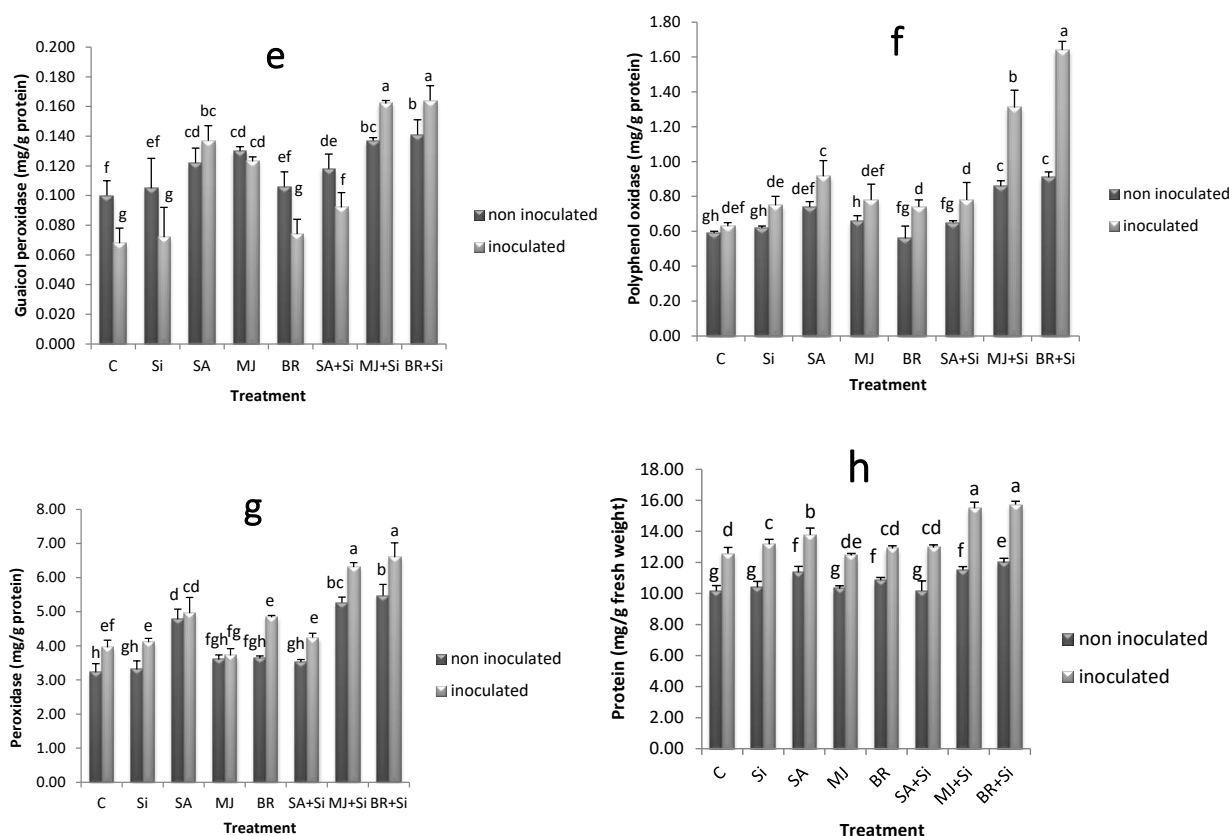 e
Guaicol peroxidase (mg/g protein)
0.200
0.180
0.160
0.140
0.120
0.100
0.080
0.060
0.040
0.020
0.000
f g ef g cd bc cd cd ef g de f bc a b a
C Si SA MJ BR SA+Si MJ+Si BR+Si
Treatment
non inoculated
inoculated
f
Polyphenol oxidase (mg/g protein)
1.80
1.60
1.40
1.20
1.00
0.80
0.60
0.40
0.20
0.00
gh def gh de def c h def fg d fg d c b c a
C Si SA MJ BR SA+Si MJ+Si BR+Si
Treatment
non inoculated
inoculated
g
Peroxidase (mg/g protein)
8.00
7.00
6.00
5.00
4.00
3.00
2.00
1.00
0.00
h ef gh e d cd fgh fg fgh e gh e bc a b a
C Si SA MJ BR SA+Si MJ+Si BR+Si
Treatment
non inoculated
inoculated
h
Protein (mg/g fresh weight)
18.00
16.00
14.00
12.00
10.00
8.00
6.00
4.00
2.00
0.00
g d g c f b g de f cd g cd f a e a
C Si SA MJ BR SA+Si MJ+Si BR+Si
Treatment
non inoculated
inoculated